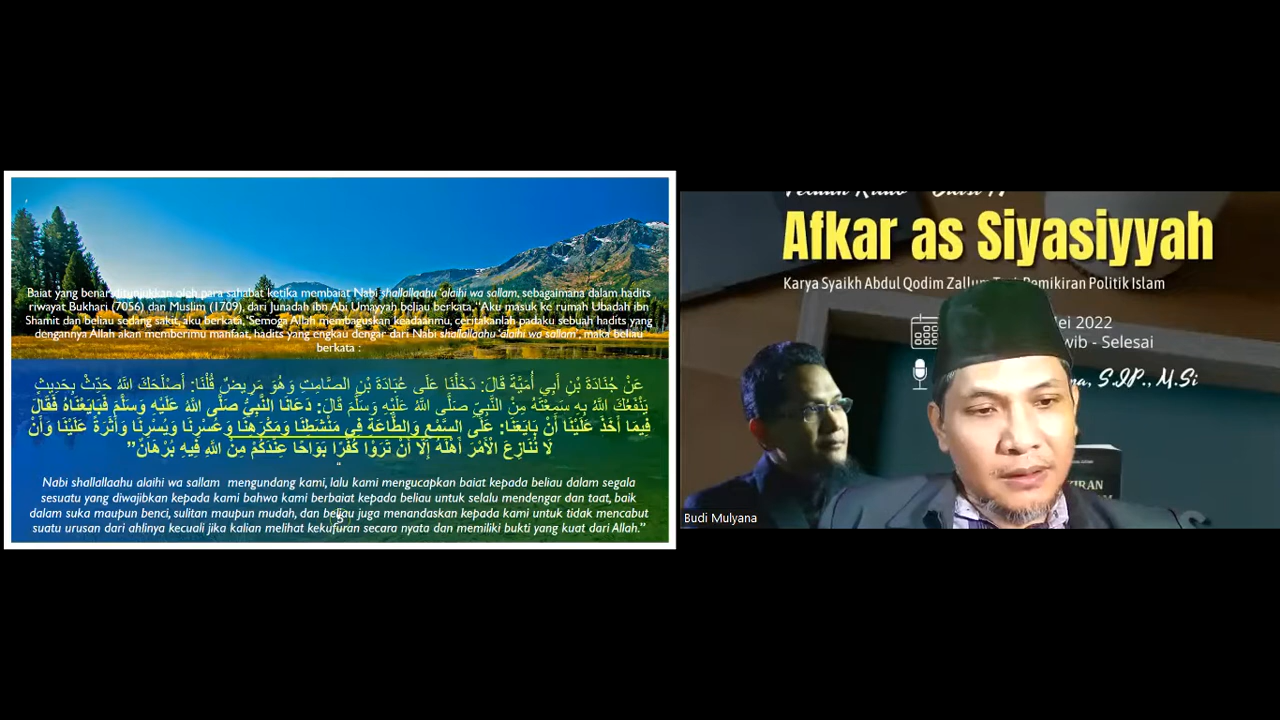 Baiat yang benar ditunjukkan oleh para sahabat ketika membaiat Nabi shallallaahu 'alaihi wa sallam, sebagaimana dalam hadits
riwayat Bukhari (7056) dan Muslim (1709), dari Junadah ibn Abi Umayyah beliau berkata,"Aku masuk ke rumah Ubadah ibn
Shamit dan beliau sedang sakit, aku berkata,'Semoga Allah membaguskan keadaanmu, ceritakanlah padaku sebuah hadits yang
dengannya Allah akan memberimu manfaat, hadits yang engkau dengar dari Nabi shallallaahu 'alaihi wa sallam', maka beliau
berkata :
عَنْ جُنَادَةَ بْنِ أَبِي أُمَيَّةَ قَالَ: دَخَلْنَا عَلَى عُبَادَةَ بْنِ الصَّامِتِ وَهُوَ مَرِيضٌ قُلْنَا: أَصْلَحَكَ اللَّهُ حَدِّثْ بِحَدِيثٍ
يَنْفَعُكَ اللَّهُ بِهِ سَمِعْتَهُ مِنْ النَّبِيِّ صَلَّى اللَّهُ عَلَيْهِ وَسَلَّمَ قَالَ: دَعَانَا النَّبِيُّ صَلَّى اللهُ عَلَيْهِ وَسَلَّمَ فَبَايَعْنَاهُ فَقَالَ
فِيمَا أَخَذَ عَلَيْنَا أَنْ بَايَعَنَا: عَلَى السَّمْعِ وَالطَّاعَةِ فِي مَنْشَطِنَا وَمَكْرَهِنَا وَعُسْرِنَا وَيُسْرِنَا وَأَثَرَةً عَلَيْنَا وَأَنْ
لَا نُنَازِعَ الْأَمْرَ أَهْلَهُ إِلَّا أَنْ تَرَوْا كُفْرًا بَوَاحًا عِنْدَكُمْ مِنْ اللَّهِ فِيهِ بُرْهَانٌ”
Nabi shallallaahu alaihi wa sallam mengundang kami, lalu kami mengucapkan baiat kepada beliau dalam segala
sesuatu yang diwajibkan kepada kami bahwa kami berbaiat kepada beliau untuk selalu mendengar dan taat, baik
dalam suka maupun benci, sulitan maupun mudah, dan beliau juga menandaskan kepada kami untuk tidak mencabut
suatu urusan dari ahlinya kecuali jika kalian melihat kekufuran secara nyata dan memiliki bukti yang kuat dari Allah."
Afkar as Siyasiyyah
Karya Syaikh Abdul Qodim Pemikiran Politik Islam
2022
- Selesai
S.IP., M.Si
Budi Mulyana